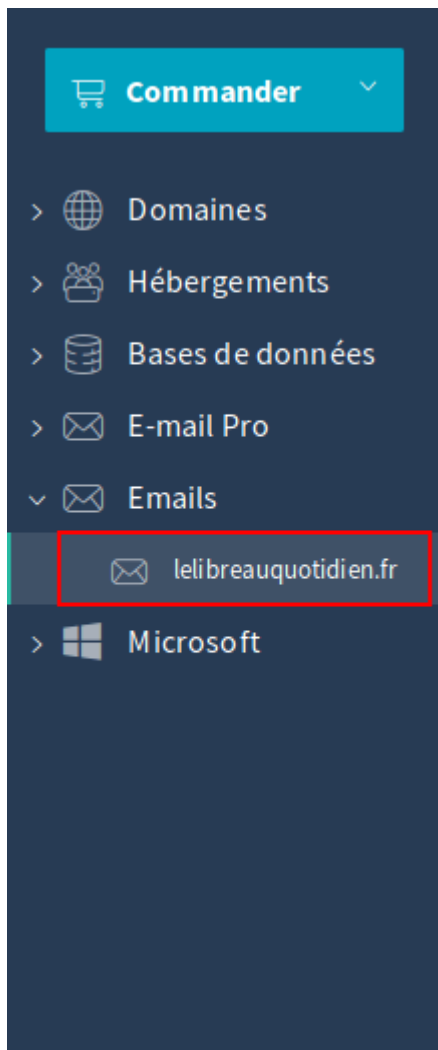 Commander
Domaines
Hébergements
Bases de données
E-mail Pro
Emails
lelibreauquotidien.fr
Microsoft